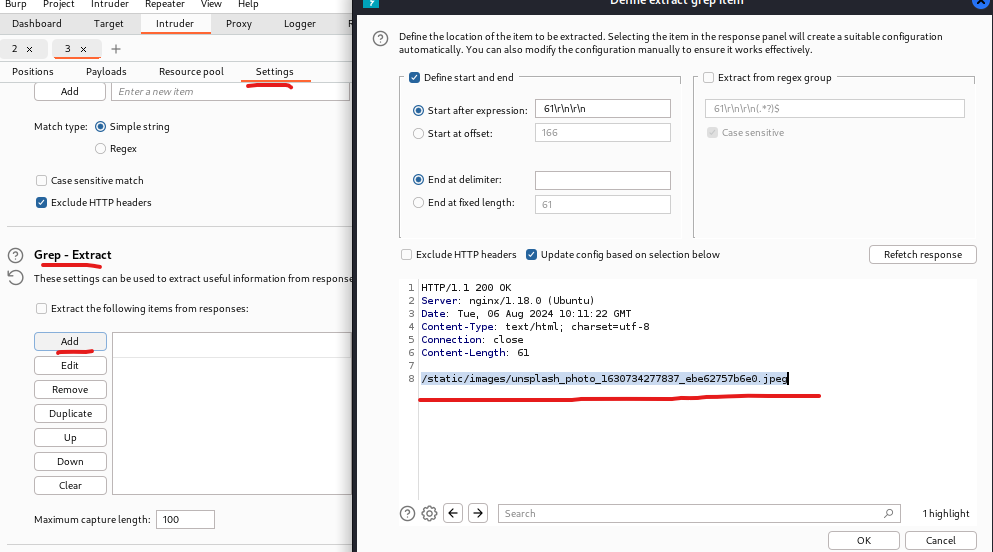 Burp Project Intruder Repeater View Help
Define extract grep item
Dashboard Target Intruder Proxy Logger
2 × 3 × +
Positions Payloads Resource pool Settings
Add Enter a new item
Match type: Simple string
Regex
Case sensitive match
Exclude HTTP headers
Grep - Extract
These settings can be used to extract useful information from response
Extract the following items from responses:
Add
Edit
Remove
Duplicate
Up
Down
Clear
Maximum capture length: 100
Define the location of the item to be extracted. Selecting the item in the response panel will create a suitable configuration
automatically. You can also modify the configuration manually to ensure it works effectively.
Define start and end
Start after expression: 61\r\n\r\n
Start at offset: 166
End at delimiter:
End at fixed length: 61
Extract from regex group
61\r\n\r\n(.*?)$
Case sensitive
Exclude HTTP headers Update config based on selection below Refetch response
1 HTTP/1.1 200 OK
2 Server: nginx/1.18.0 (Ubuntu)
3 Date: Tue, 06 Aug 2024 10:11:22 GMT
4 Content-Type: text/html; charset=utf-8
5 Connection: close
6 Content-Length: 61
7
8 /static/images/unsplash_photo_1630734277837_ebe62757b6e0.jpeg
Search 1 highlight
OK Cancel